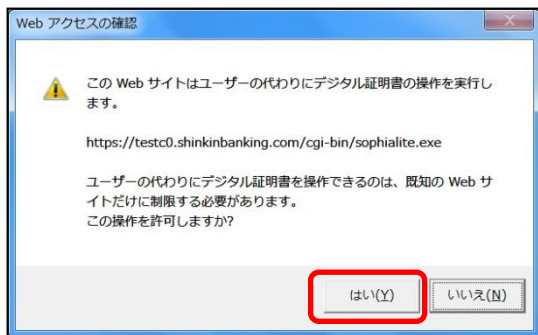 Web アクセスの確認
この Web サイトはユーザーの代わりにデジタル証明書の操作を実行し
ます。
https://testc0.shinkinbanking.com/cgi-bin/sophialite.exe
ユーザーの代わりにデジタル証明書を操作できるのは、既知の Web サ
イトだけに制限する必要があります。
この操作を許可しますか?
はい(Y) いいえ(N)